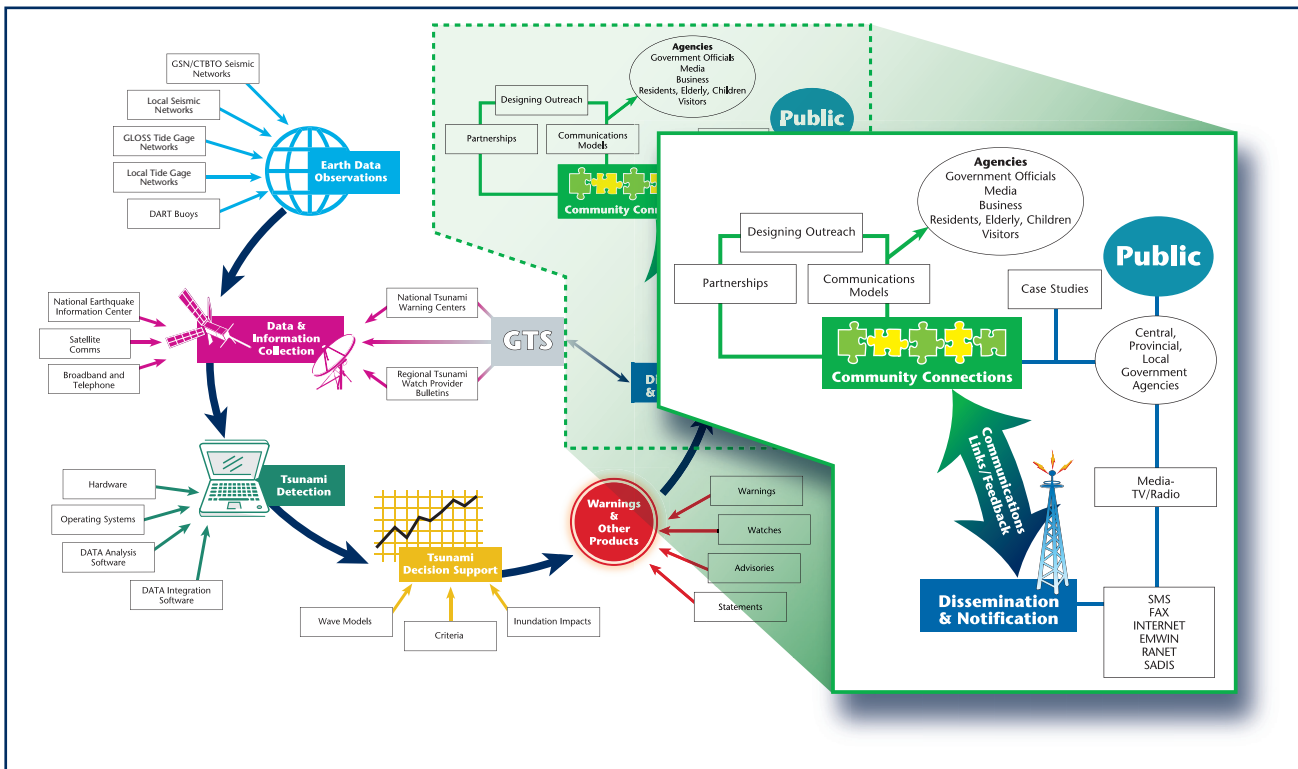 GSN/CTBTO Seismic
Networks
Local Seismic
Networks
GLOSS Tide Gage
Networks
Local Tide Gage
Networks
DART Buoys
Earth Data
Observations
Agencies
Government Officials
Media
Business
Residents, Elderly, Children
Visitors
Designing Outreach
Partnerships
Communications
Models
Public
Community Conn
National Earthquake
Information Center
Satellite
Comms
Broadband and
Telephone
Data &
Information
Collection
National Tsunami
Warning Centers
Regional Tsunami
Watch Provider
Bulletins
GTS
Hardware
Operating Systems
DATA Analysis
Software
DATA Integration
Software
Tsunami
Detection
Tsunami
Decision Support
Wave Models
Criteria
Inundation Impacts
Warnings
&
Other
Products
Warnings
Watches
Advisories
Statements
Agencies
Government Officials
Media
Business
Residents, Elderly, Children
Visitors
Designing Outreach
Partnerships
Communications
Models
Case Studies
Public
Central,
Provincial,
Local
Government
Agencies
Community Connections
Communications
Links/Feedback
Media-
TV/Radio
Dissemination
& Notification
SMS
FAX
INTERNET
EMWIN
RANET
SADIS